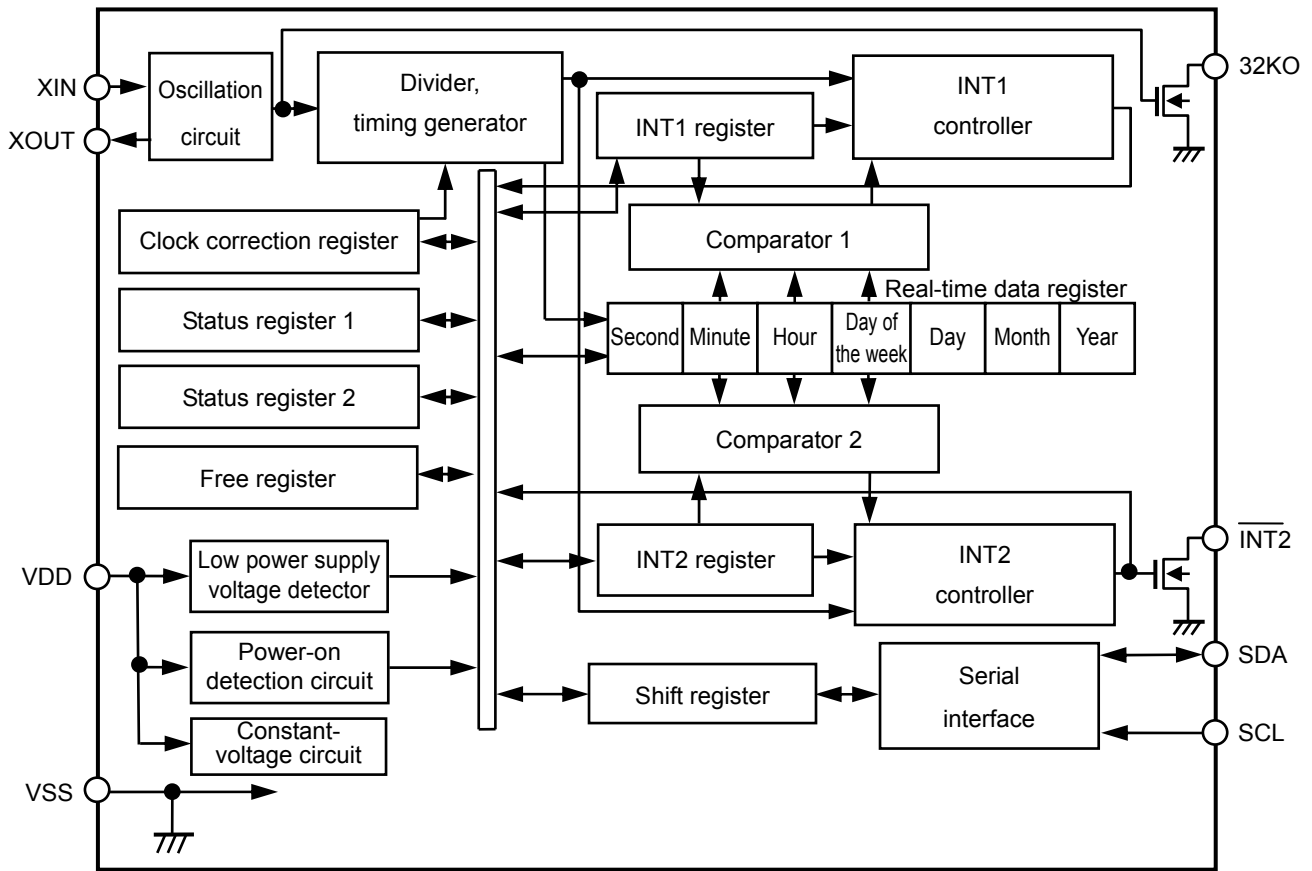 XIN
XOUT
Oscillation
circuit
Divider,
timing generator
INT1 register
INT1
controller
32KO
Clock correction register
Comparator 1
Status register 1
Real-time data register
Second
Minute
Hour
Day of
the week
Day
Month
Year
Status register 2
Comparator 2
Free register
VDD
Low power supply
voltage detector
INT2 register
INT2
controller
INT2
Power-on
detection circuit
Shift register
Serial
interface
SDA
SCL
Constant-
voltage circuit
VSS